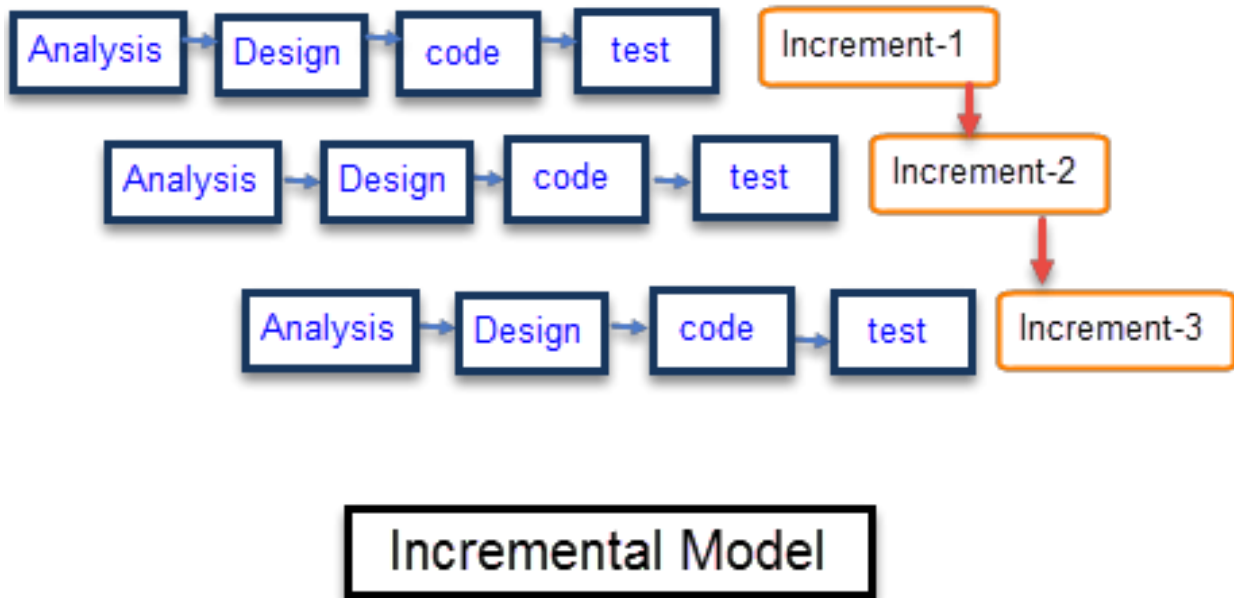 Analysis Design code test Increment-1
Analysis Design code test Increment-2
Analysis Design code test Increment-3
Incremental Model